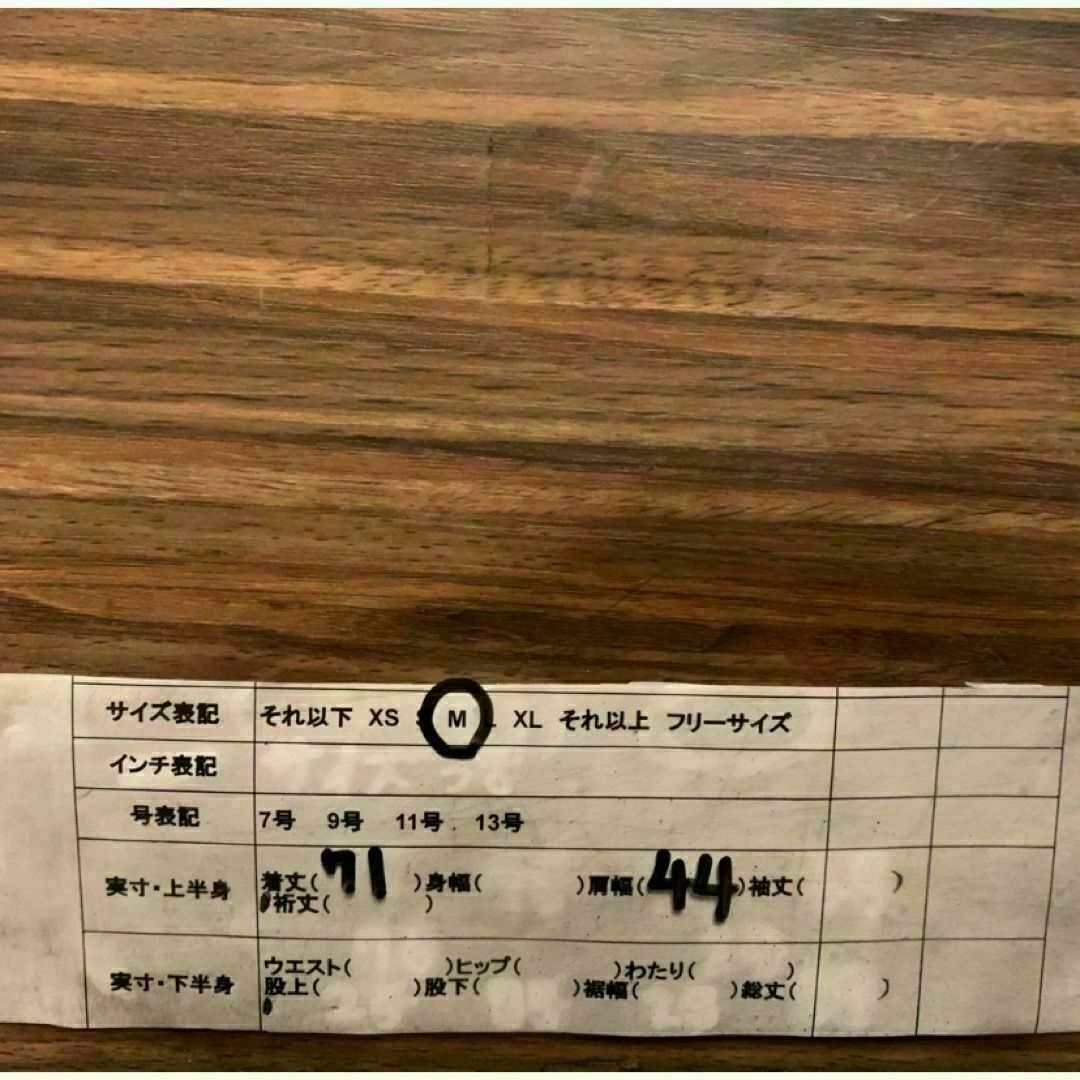 サイズ表記 それ以下 XS M XL それ以上 フリーサイズ
インチ表記
号表記 7号 9号 11号 13号
実寸・上半身 着丈(71)身幅( )肩幅(44)袖丈( )
裄丈( )
実寸・下半身 ウエスト( )ヒップ( )わたり( )
股上( )股下( )裾幅( )総丈( )